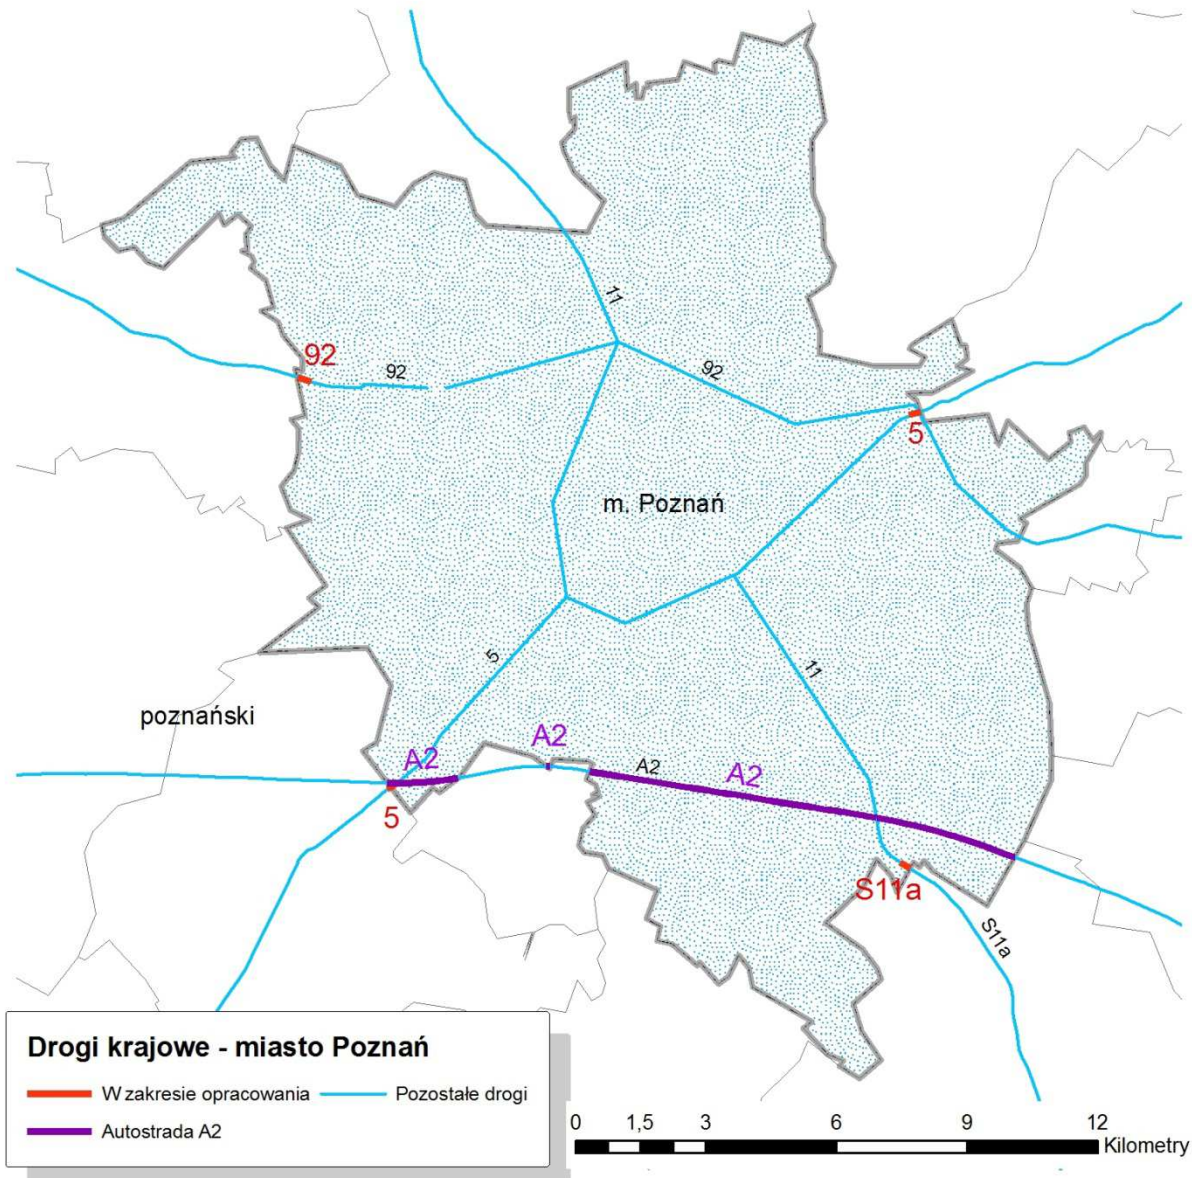 11
92
92
92
5
m. Poznań
5
11
poznański
A2
A2
A2
A2
5
S11a
S11a
Drogi krajowe - miasto Poznań
W zakresie opracowania
Pozostałe drogi
Autostrada A2
0 1,5 3 6 9 12
Kilometry